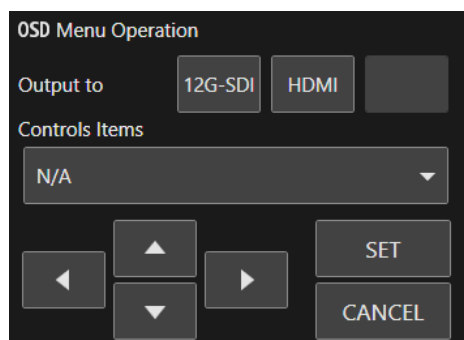 OSD Menu Operation
Output to 12G-SDI HDMI
Controls Items
N/A
SET
CANCEL